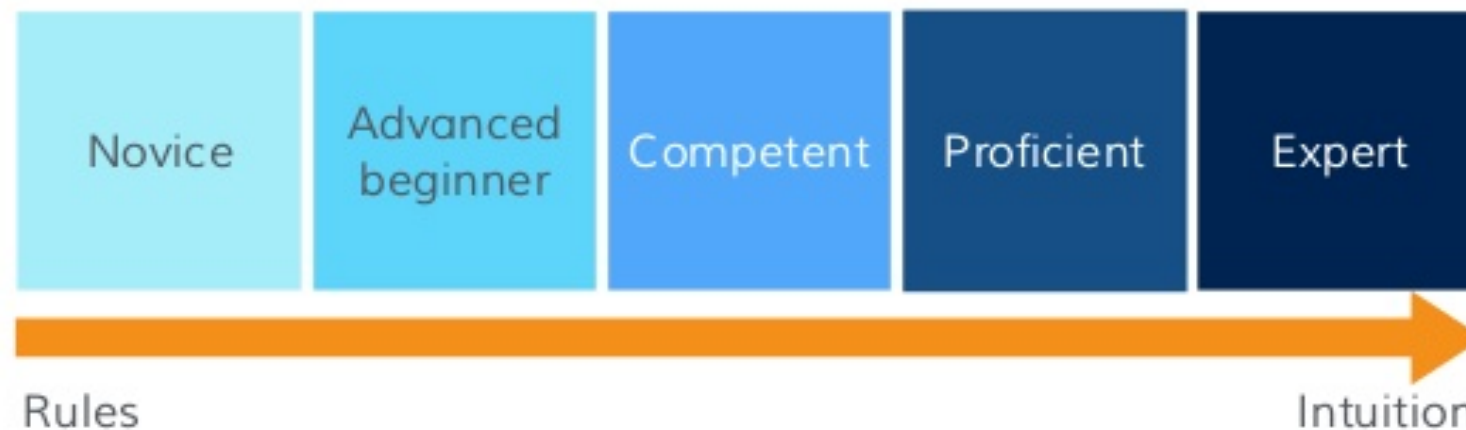 Novice
Advanced
beginner
Competent
Proficient
Expert
Rules
Intuition